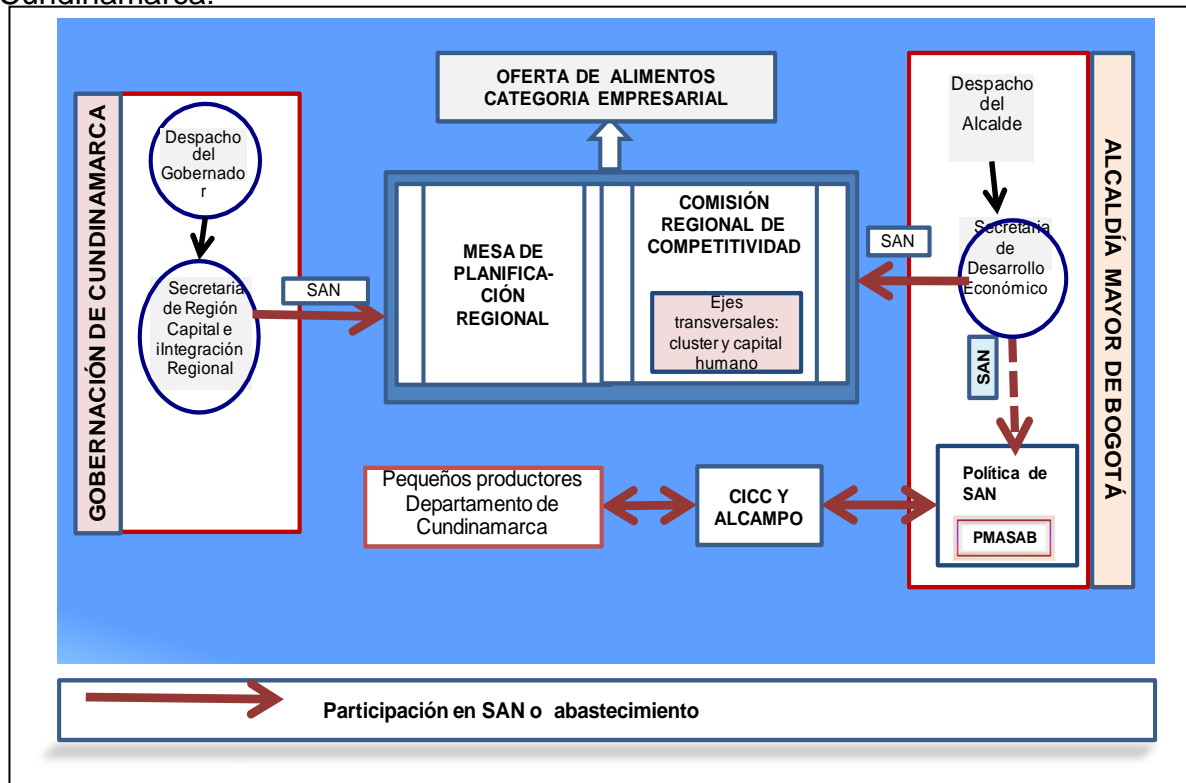 Cundinamarca.
GOBERNACIÓN DE CUNDINAMARCA
Despacho
del
Gobernado
r
Secretaria
de Región
Capital e
iIntegración
Regional
SAN
OFERTA DE ALIMENTOS
CATEGORIA EMPRESARIAL
MESA DE
PLANIFICA-
CIÓN
REGIONAL
COMISIÓN
REGIONAL DE
COMPETITIVIDAD
Ejes
transversales:
cluster y capital
humano
SAN
Despacho
del
Alcalde
Secretaria
de
Desarrollo
Económico
SAN
Política de
SAN
PMASAB
ALCALDÍA MAYOR DE BOGOTÁ
Pequeños productores
Departamento de
Cundinamarca
CICC Y
ALCAMPO
Participación en SAN o abastecimiento